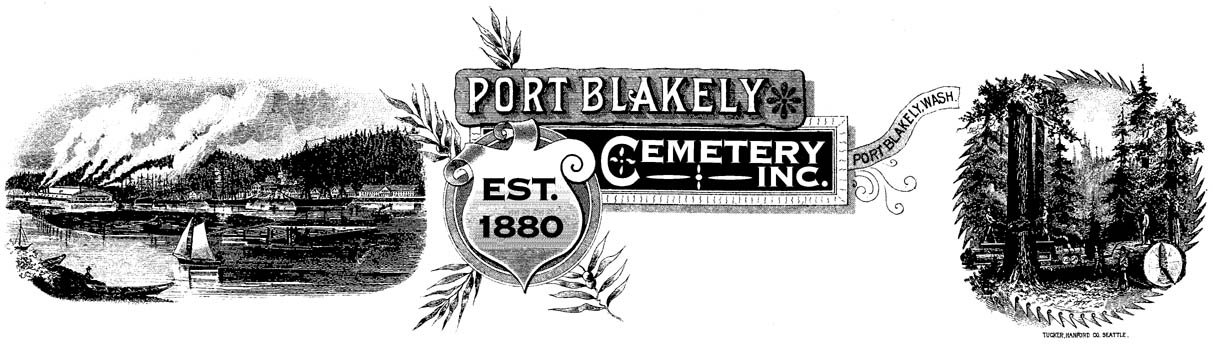 PORT BLAKELY
CEMETERY
INC.
EST.
1880
PORT BLAKELY, WASH.
TUCKER, HANFORD CO. SEATTLE.